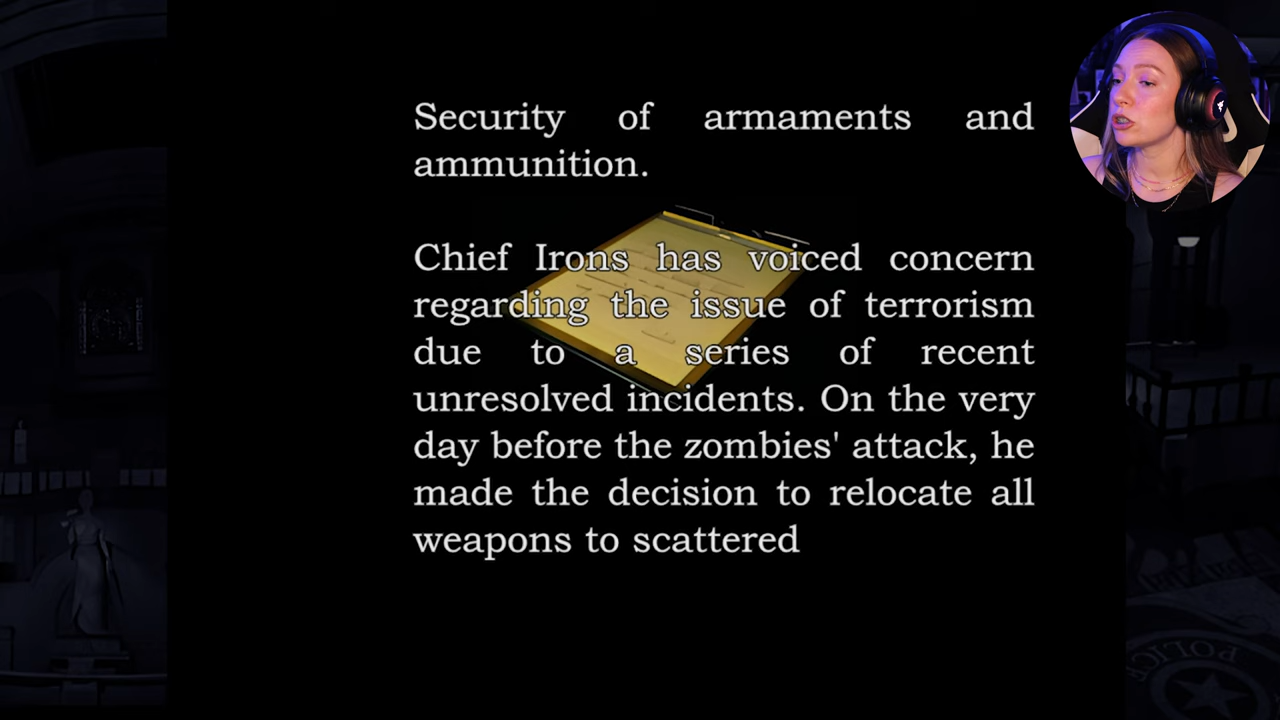 Security of armaments and
ammunition.
Chief Irons has voiced concern
regarding the issue of terrorism
due to a series of recent
unresolved incidents. On the very
day before the zombies' attack, he
made the decision to relocate all
weapons to scattered
POLICE